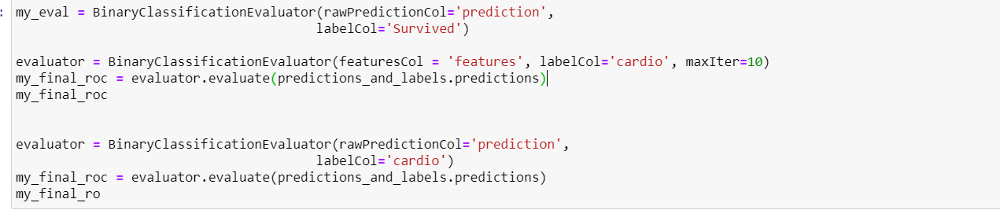 :
my_eval = BinaryClassificationEvaluator(rawPredictionCol='prediction',
                                       labelCol='Survived')
evaluator = BinaryClassificationEvaluator(featuresCol = 'features', labelCol='cardio', maxIter=10)
my_final_roc = evaluator.evaluate(predictions_and_labels.predictions)
my_final_roc
evaluator = BinaryClassificationEvaluator(rawPredictionCol='prediction',
                                       labelCol='cardio')
my_final_roc = evaluator.evaluate(predictions_and_labels.predictions)
my_final_ro